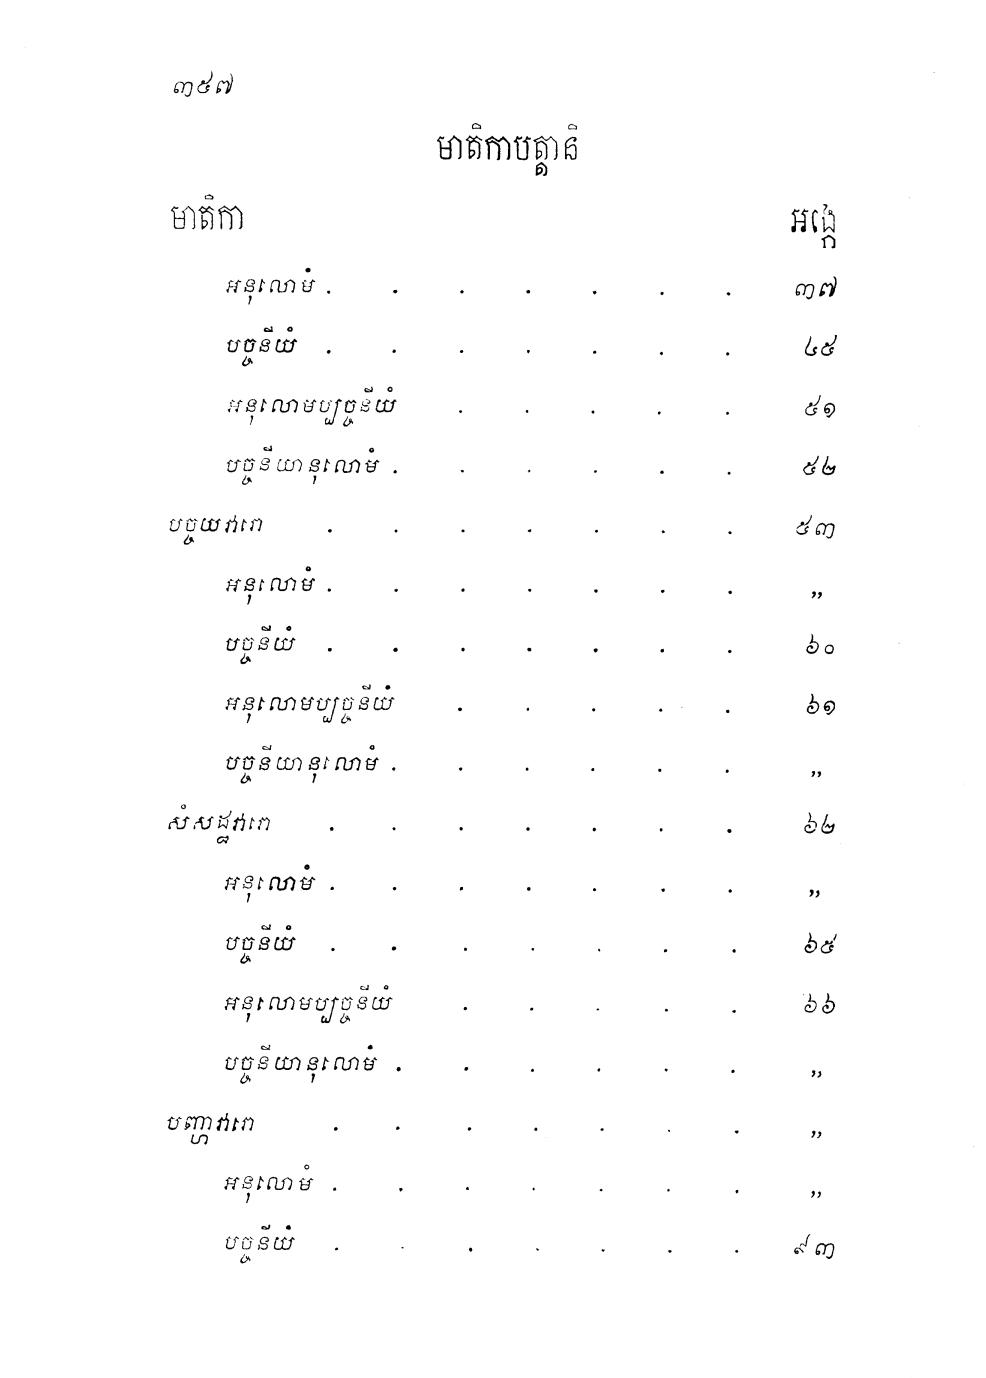 ៣៥៧
មាតិកាបត្តានិ
មាតិកា អង្កេ
អនុលោមំ . . . . . . . ៣៧
បច្ចនីយំ . . . . . . . ៤៥
អនុលោមប្បច្ចនីយំ . . . . . ៥១
បច្ចនីយានុលោមំ . . . . . . ៥២
បច្ចយវារោ . . . . . . . ៥៣
អនុលោមំ . . . . . . . ,,
បច្ចនីយំ . . . . . . . ៦០
អនុលោមប្បច្ចនីយំ . . . . . ៦១
បច្ចនីយានុលោមំ . . . . . . ,,
សំសដ្ឋវារោ . . . . . . . ៦២
អនុលោមំ . . . . . . . ,,
បច្ចនីយំ . . . . . . . ៦៥
អនុលោមប្បច្ចនីយំ . . . . . ៦៦
បច្ចនីយានុលោមំ . . . . . . ,,
បញ្ហាវារោ . . . . . . . ,,
អនុលោមំ . . . . . . . ,,
បច្ចនីយំ . . . . . . . ៩៣